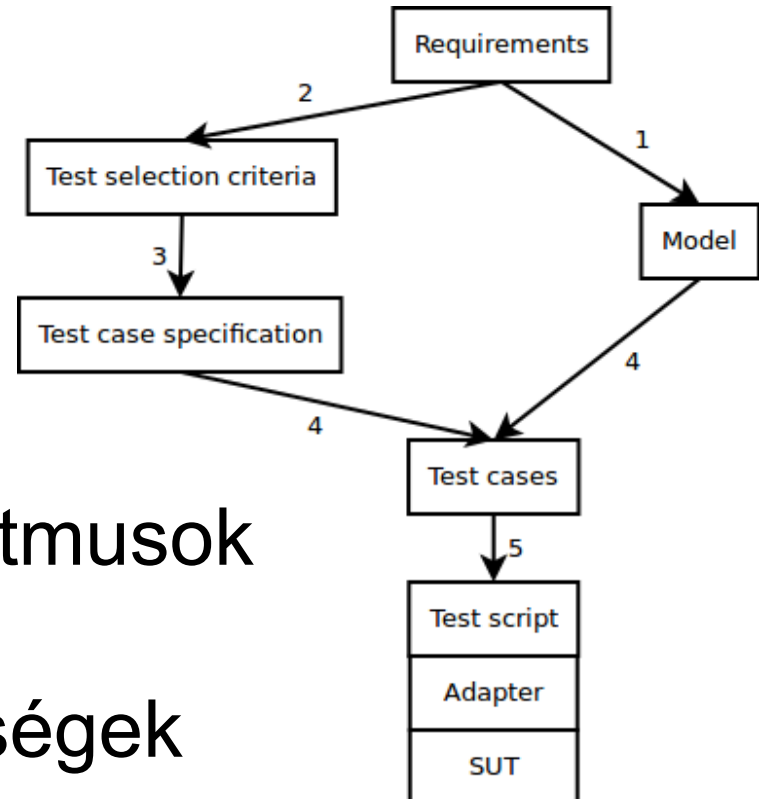 Requirements
2
1
Test selection criteria
Model
3
Test case specification
4
4
Test cases
tmusok
5
Test script
Adapter
ségek
SUT